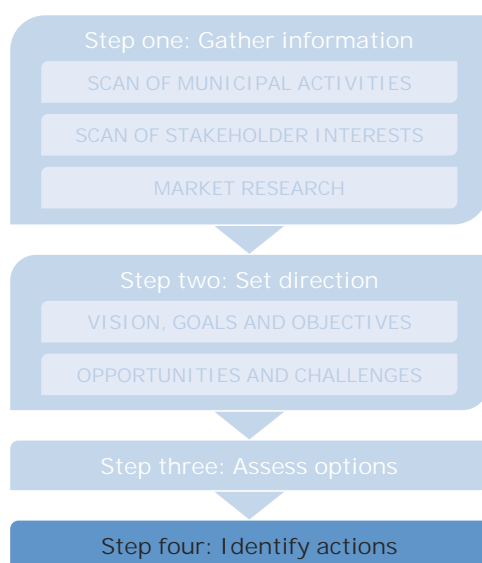 Step one: Gather information
SCAN OF MUNICIPAL ACTIVITIES
SCAN OF STAKEHOLDER INTERESTS
MARKET RESEARCH
Step two: Set direction
VISION, GOALS AND OBJECTIVES
OPPORTUNITIES AND CHALLENGES
Step three: Assess options
Step four: Identify actions